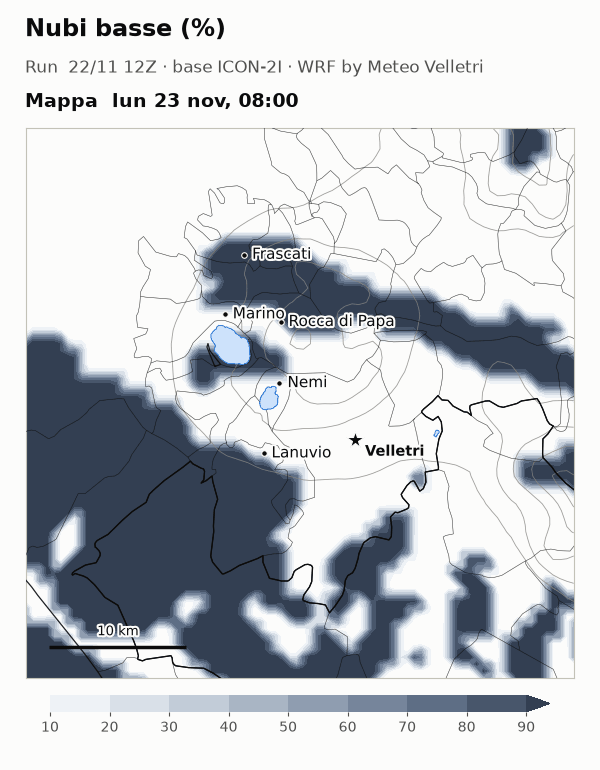 Nubi basse (%)
Run  22/11 12Z · base ICON-2I · WRF by Meteo Velletri
Mappa  lun 23 nov, 08:00
Frascati
Marino
Rocca di Papa
Nemi
Lanuvio
Velletri
10 km
10 20 30 40 50 60 70 80 90